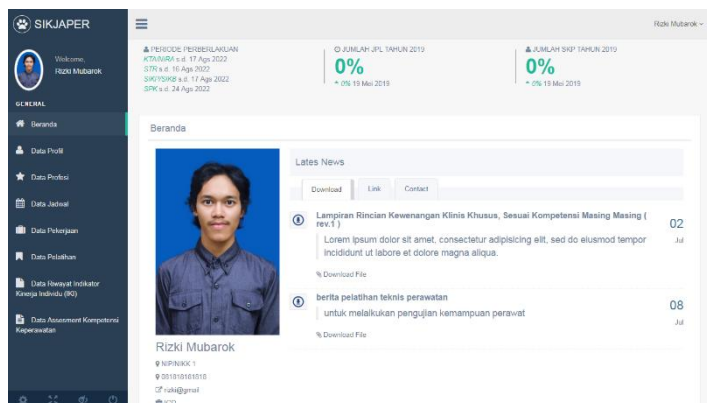 SIKJAPER
Rizki Mubarok
Welcome,
Rizki Mubarok
GENERAL
Beranda
Data Profil
Data Profesi
Data Jadwal
Data Pekerjaan
Data Pelatihan
Data Riwayat Indikator
Kinerja Individu (IKI)
Data Assesment Kompetensi
Keperawatan
PERIODE PERBERLAKUAN
KTA/NIRA s.d. 17 Ags 2022
STR s.d. 16 Ags 2022
SIKP/SIKB s.d. 17 Ags 2022
SPK s.d. 24 Ags 2022
JUMLAH JPL TAHUN 2019
0%
0% 19 Mei 2019
JUMLAH SKP TAHUN 2019
0%
0% 19 Mei 2019
Beranda
Rizki Mubarok
NIP/NIKK 1
081818161818
rizki@gmail
Lates News
Download
Link
Contact
Lampiran Rincian Kewenangan Klinis Khusus, Sesuai Kompetensi Masing Masing (
rev.1 )
02
Jul
Lorem ipsum dolor sit amet, consectetur adipisicing elit, sed do eiusmod tempor
incididunt ut labore et dolore magna aliqua.
Download File
berita pelatihan teknis perawatan
08
Jul
untuk melalkukan pengujian kemampuan perawat
Download File